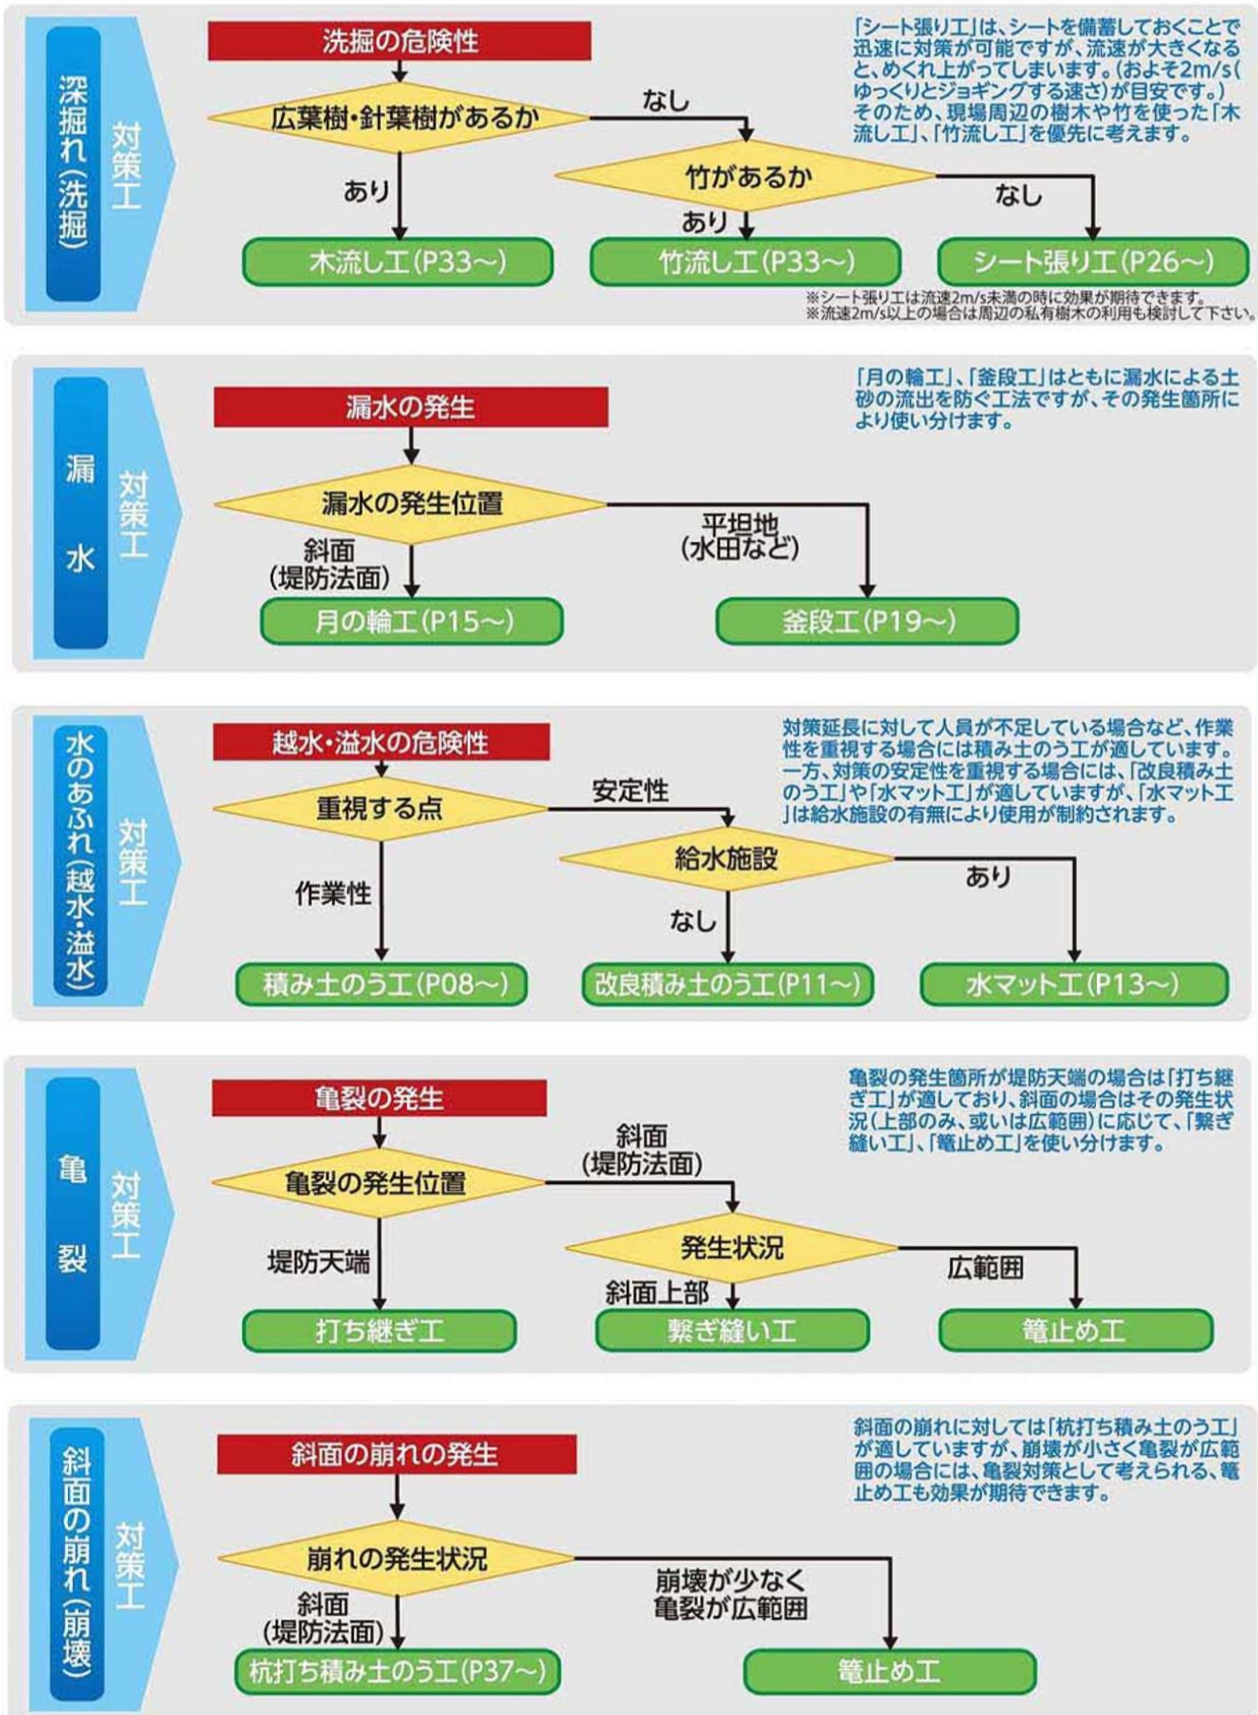 深掘れ(洗掘)
対策工
洗掘の危険性
広葉樹・針葉樹があるか
なし
あり
竹があるか
なし
あり
木流し工(P33～)
竹流し工(P33～)
シート張り工(P26～)
「シート張り工」は、シートを備蓄しておくことで
迅速に対策が可能ですが、流速が大きくなる
と、めくれ上がってしまいます。(およそ2m/s(
ゆっくりとジョギングする速さ)が目安です。)
そのため、現場周辺の樹木や竹を使った「木
流し工」、「竹流し工」を優先に考えます。
※シート張り工は流速2m/s未満の時に効果が期待できます。
※流速2m/s以上の場合は周辺の私有樹木の利用も検討して下さい。
漏水
対策工
漏水の発生
漏水の発生位置
斜面
(堤防法面)
平坦地
(水田など)
月の輪工(P15～)
釜段工(P19～)
「月の輪工」、「釜段工」はともに漏水による土
砂の流出を防ぐ工法ですが、その発生箇所に
より使い分けます。
水のあふれ(越水・溢水)
対策工
越水・溢水の危険性
重視する点
安定性
作業性
給水施設
あり
なし
積み土のう工(P08～)
改良積み土のう工(P11～)
水マット工(P13～)
対策延長に対して人員が不足している場合など、作業
性を重視する場合には積み土のう工が適しています。
一方、対策の安定性を重視する場合には、「改良積み土
のう工」や「水マット工」が適していますが、「水マット工
」は給水施設の有無により使用が制約されます。
亀裂
対策工
亀裂の発生
亀裂の発生位置
斜面
(堤防法面)
堤防天端
発生状況
広範囲
斜面上部
打ち継ぎ工
繋ぎ縫い工
篭止め工
亀裂の発生箇所が堤防天端の場合は「打ち継
ぎ工」が適しており、斜面の場合はその発生状
況(上部のみ、或いは広範囲)に応じて、「繋ぎ
縫い工」、「篭止め工」を使い分けます。
斜面の崩れ(崩壊)
対策工
斜面の崩れの発生
崩れの発生状況
斜面
(堤防法面)
崩壊が少なく
亀裂が広範囲
杭打ち積み土のう工(P37～)
篭止め工
斜面の崩れに対しては「杭打ち積み土のう工」
が適していますが、崩壊が小さく亀裂が広範
囲の場合には、亀裂対策として考えられる、篭
止め工も効果が期待できます。